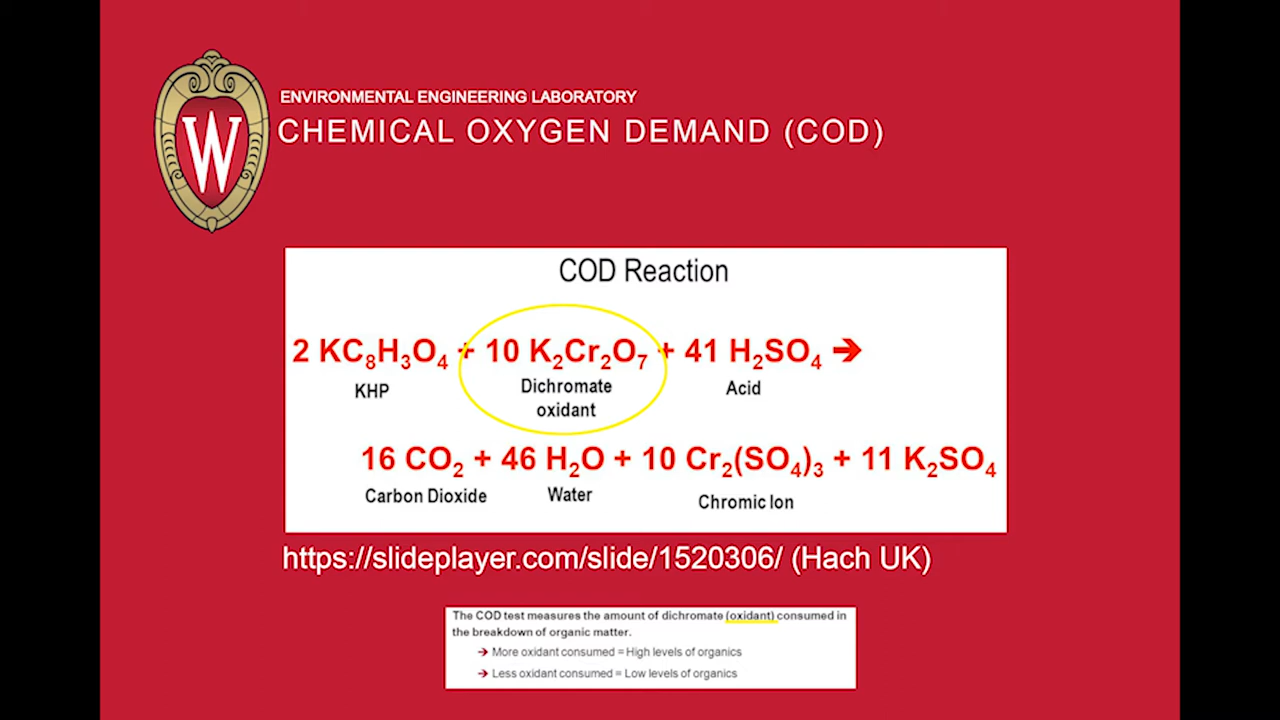 W
ENVIRONMENTAL ENGINEERING LABORATORY
CHEMICAL OXYGEN DEMAND (COD)
COD Reaction
2 KC₈H₃O₄ + 10 K₂Cr₂O₇ + 41 H₂SO₄ ➔
KHP
Dichromate
oxidant
Acid
16 CO₂ + 46 H₂O + 10 Cr₂(SO₄)₃ + 11 K₂SO₄
Carbon Dioxide
Water
Chromic Ion
https://slideplayer.com/slide/1520306/ (Hach UK)
The COD test measures the amount of dichromate (oxidant) consumed in
the breakdown of organic matter.
➔ More oxidant consumed = High levels of organics
➔ Less oxidant consumed = Low levels of organics